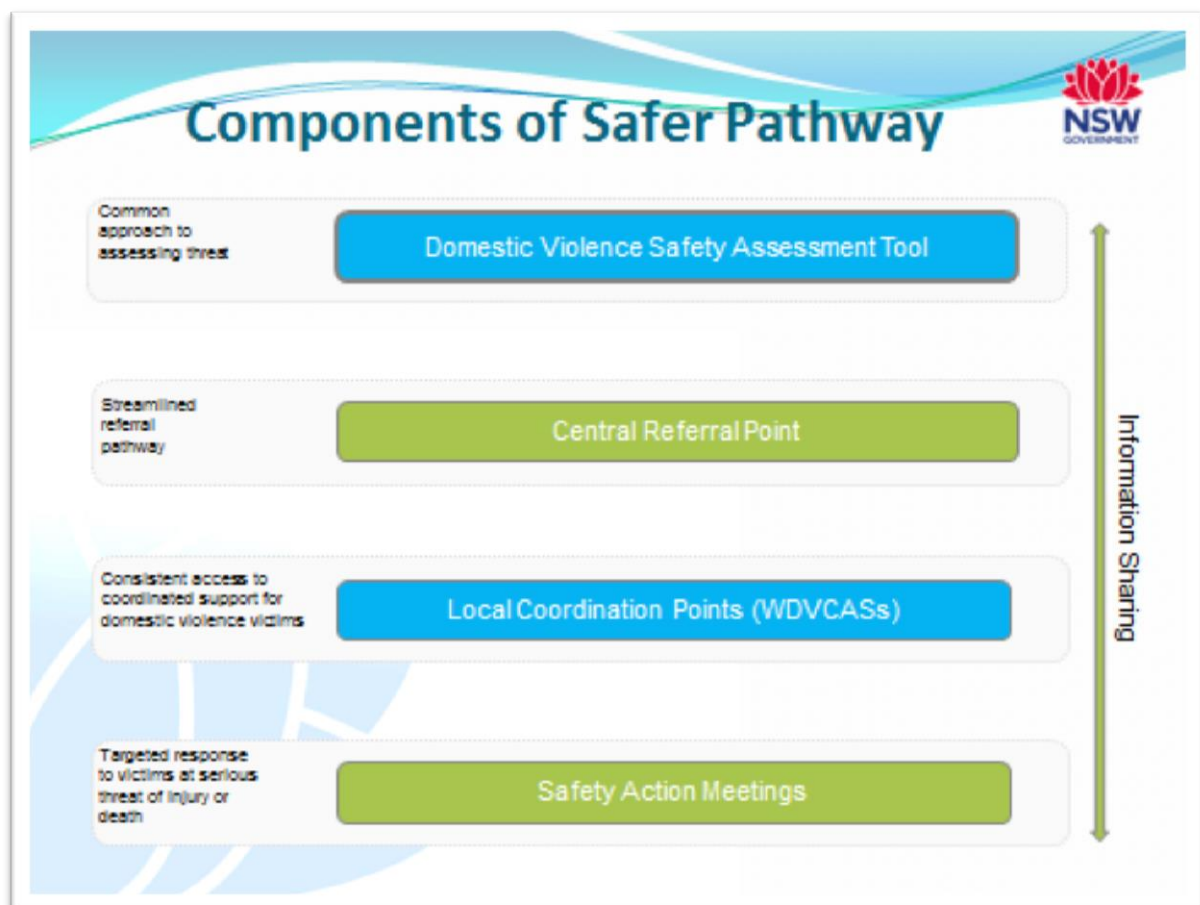 Components of Safer Pathway
NSW
GOVERNMENT
Common
approach to
assessing threat
Domestic Violence Safety Assessment Tool
Streamlined
referral
pathway
Central Referral Point
Consistent access to
coordinated support for
domestic violence victims
Local Coordination Points (WDVCASs)
Targeted response
to victims at serious
threat of injury or
death
Safety Action Meetings
Information Sharing